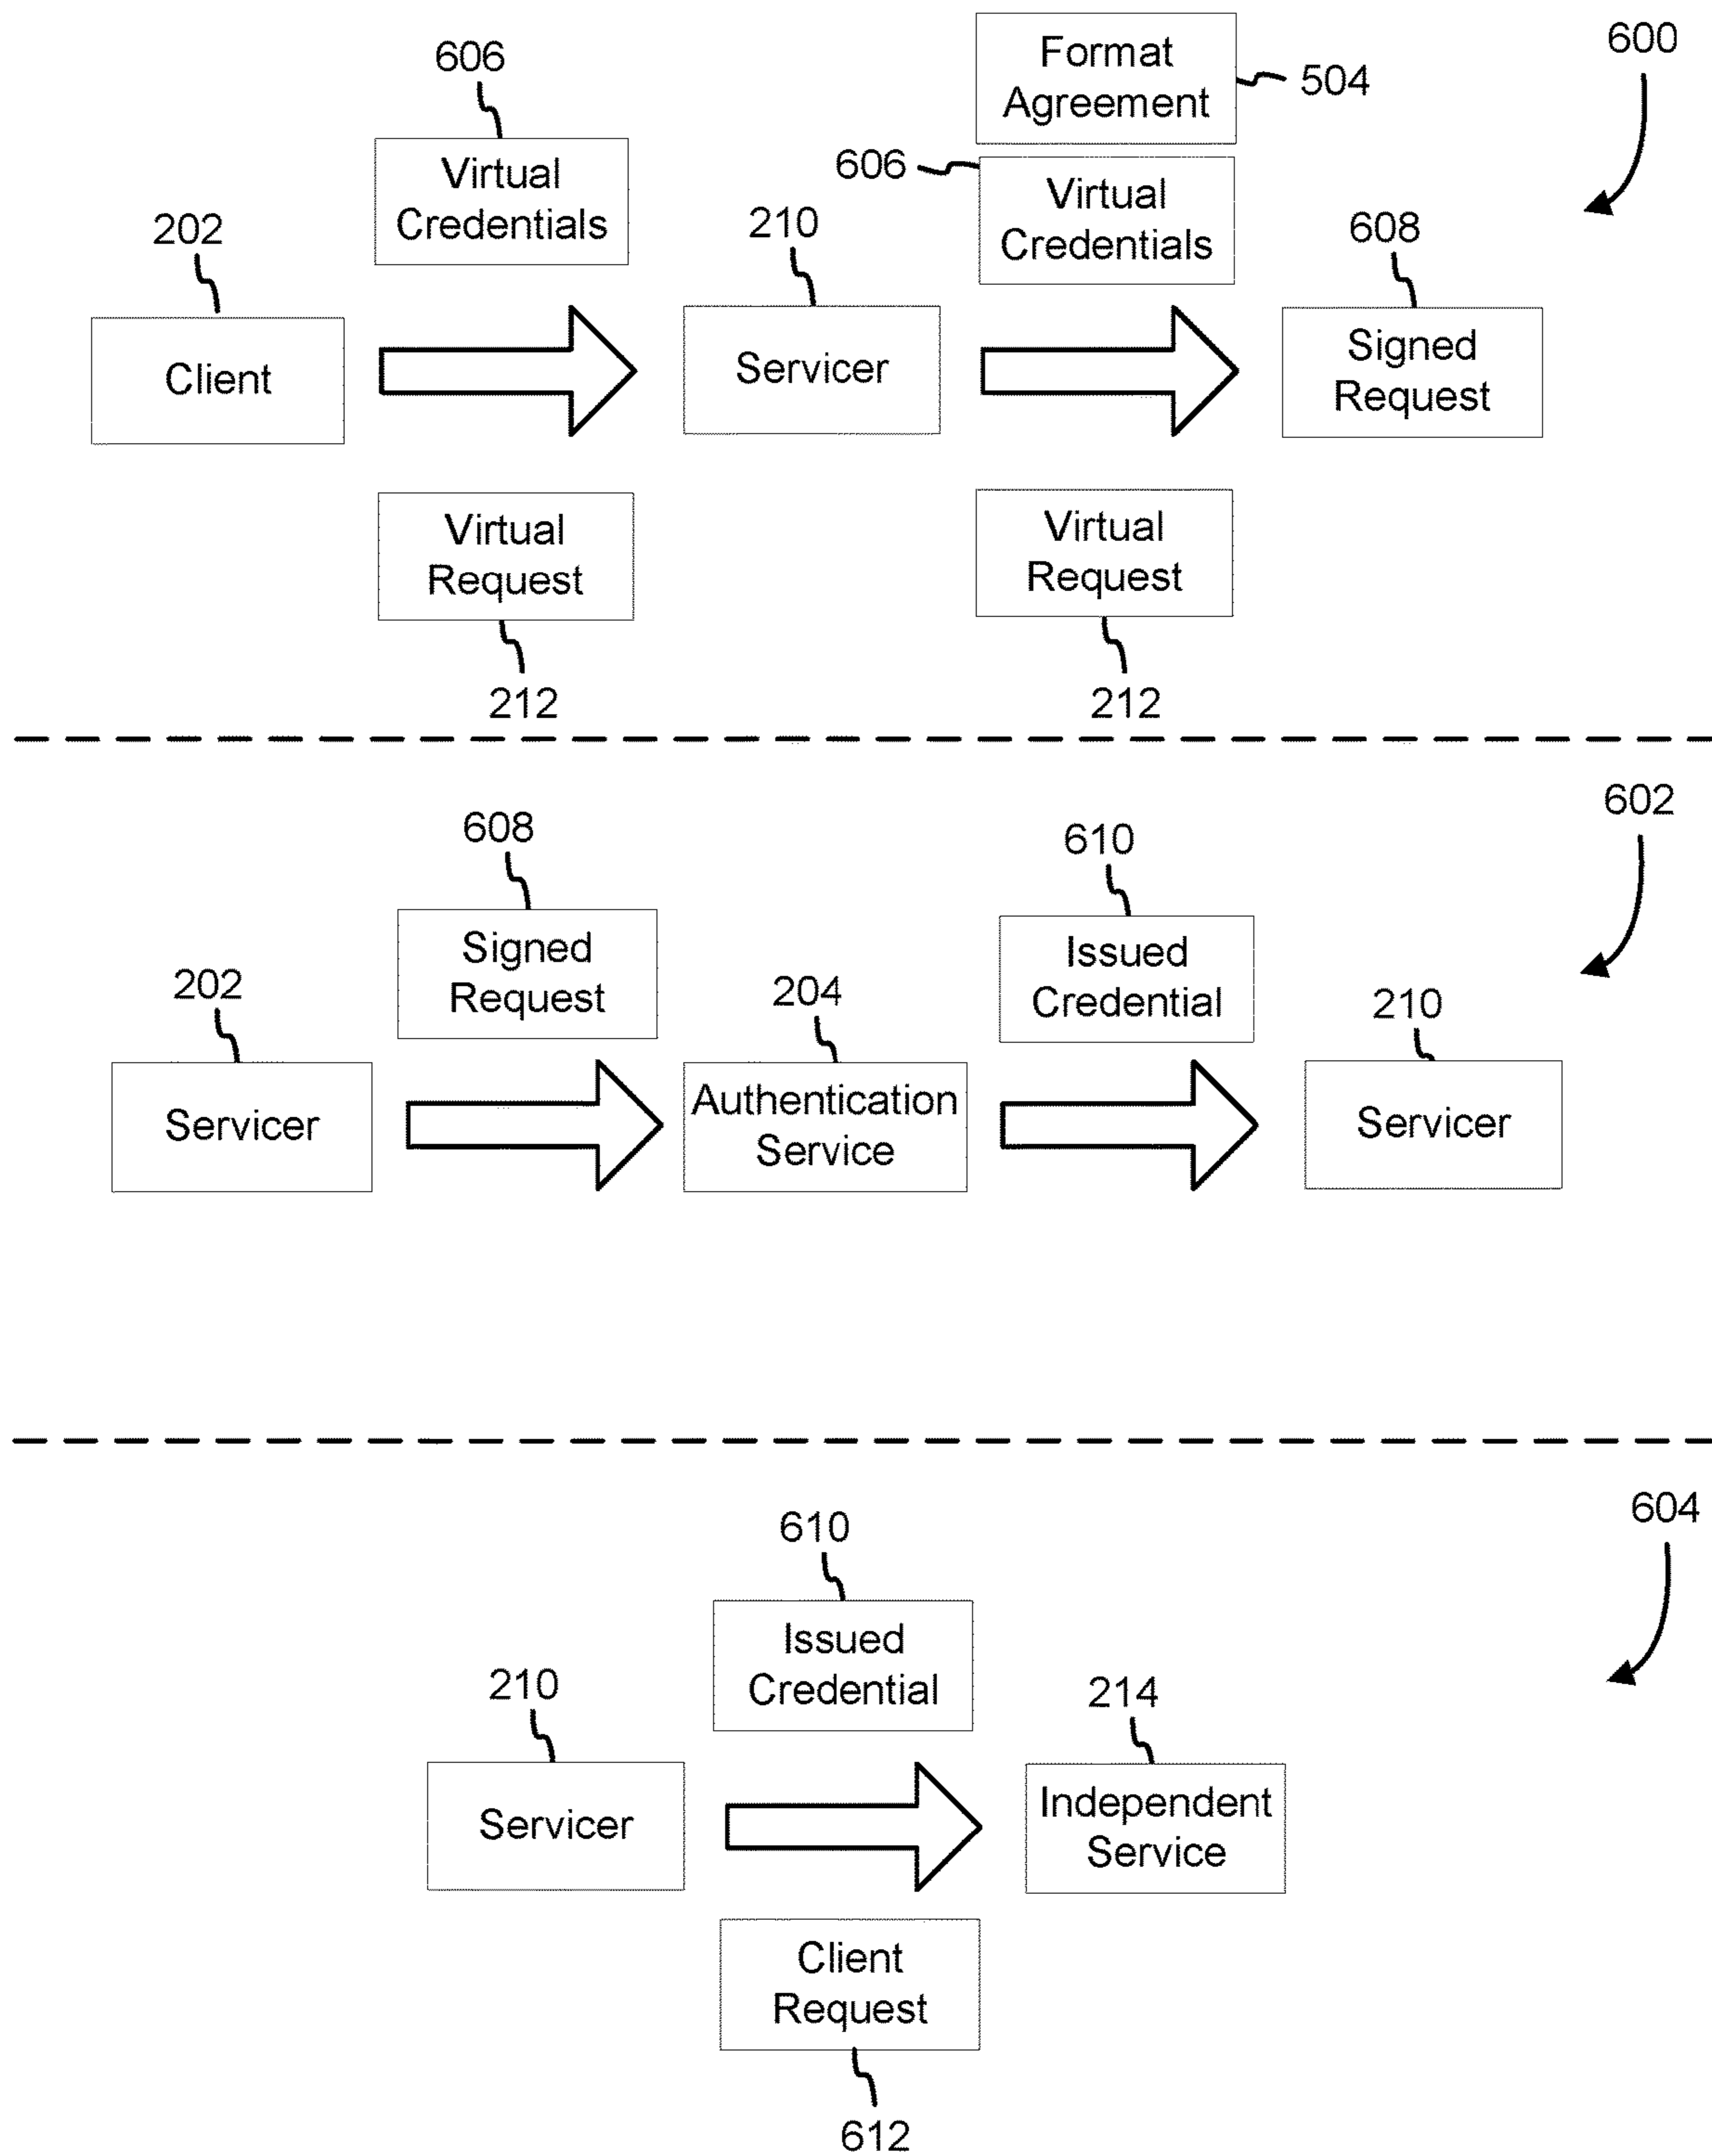 600
606
Format
Agreement
504
Virtual
Credentials
606
Virtual
Credentials
202
210
608
Client
Servicer
Signed
Request
Virtual
Request
Virtual
Request
212
212
602
608
610
Signed
Request
Issued
Credential
202
204
210
Servicer
Authentication
Service
Servicer
604
610
Issued
Credential
210
214
Servicer
Independent
Service
Client
Request
612